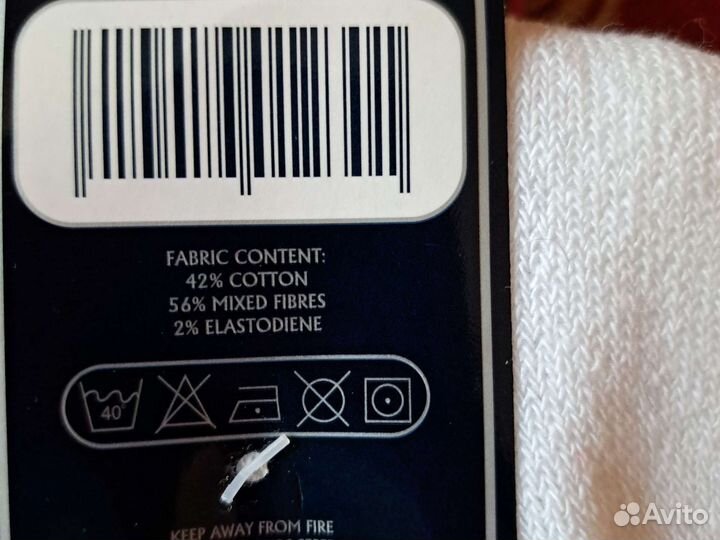 FABRIC CONTENT:
42% COTTON
56% MIXED FIBRES
2% ELASTODIENE
40
KEEP AWAY FROM FIRE
Avito